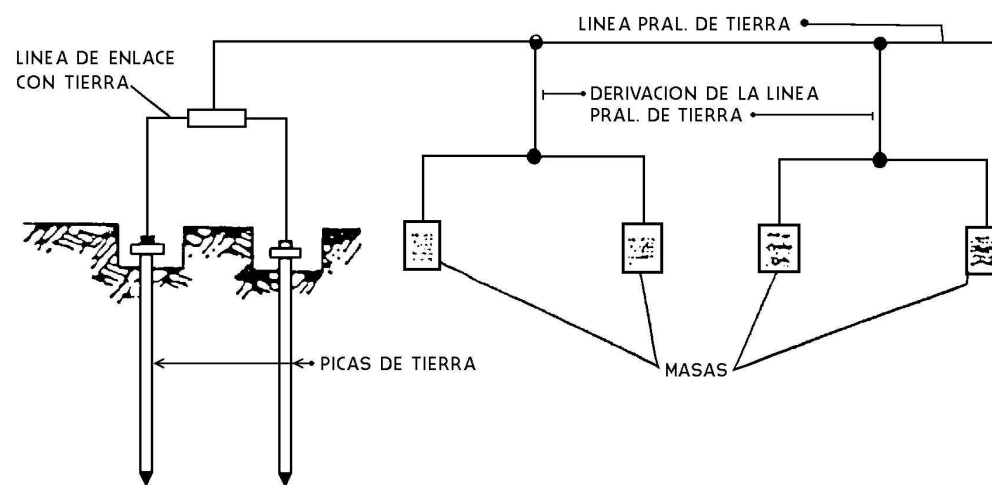 LINEA PRAL. DE TIERRA
LINEA DE ENLACE
CON TIERRA
DERIVACION DE LA LINEA
PRAL. DE TIERRA
PICAS DE TIERRA
MASAS